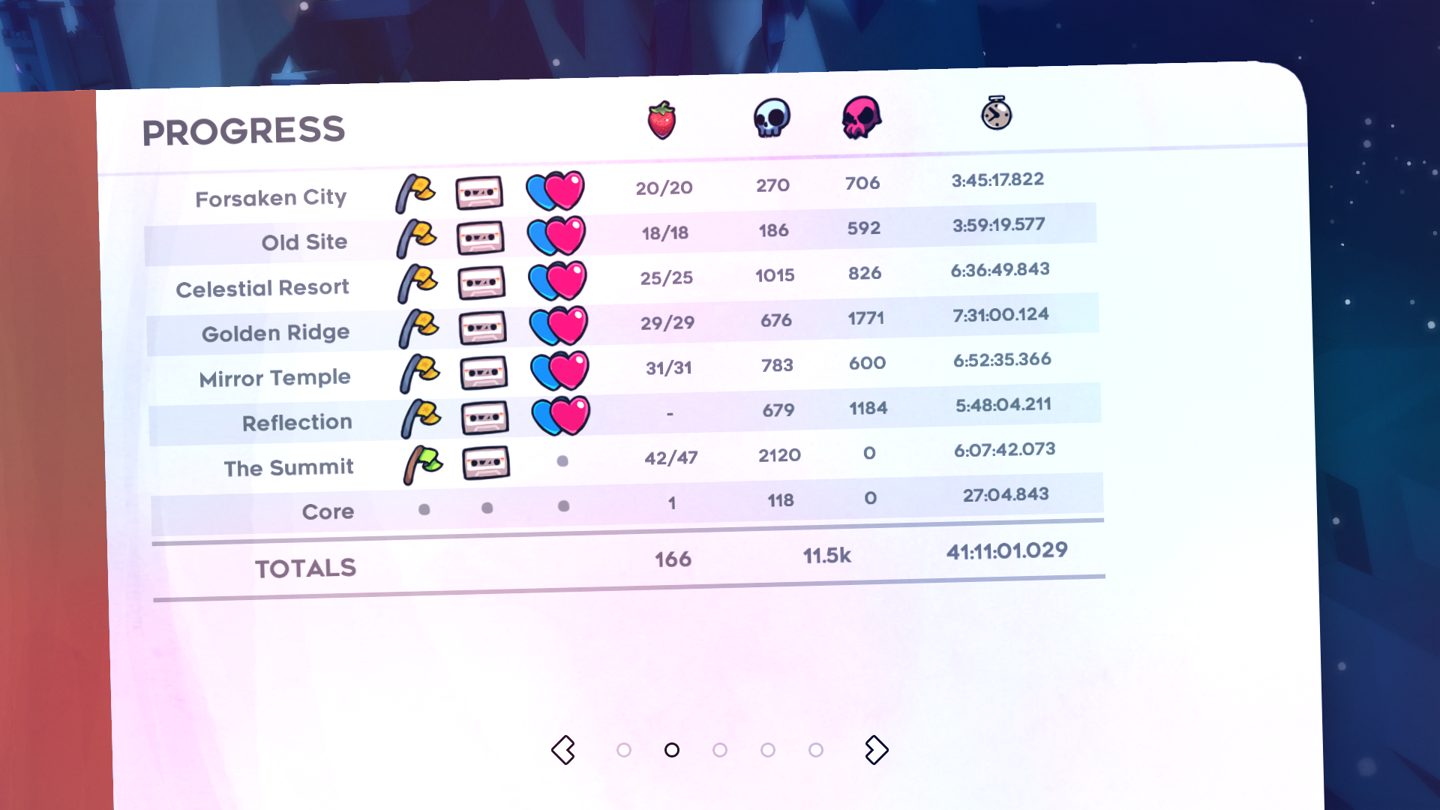 PROGRESS
Forsaken City 20/20 270 706 3:45:17.822
Old Site 18/18 186 592 3:59:19.577
Celestial Resort 25/25 1015 826 6:36:49.843
Golden Ridge 29/29 676 1771 7:31:00.124
Mirror Temple 31/31 783 600 6:52:35.366
Reflection - 679 1184 5:48:04.211
The Summit 42/47 2120 0 6:07:42.073
Core 1 118 0 27:04.843
TOTALS 166 11.5k 41:11:01.029